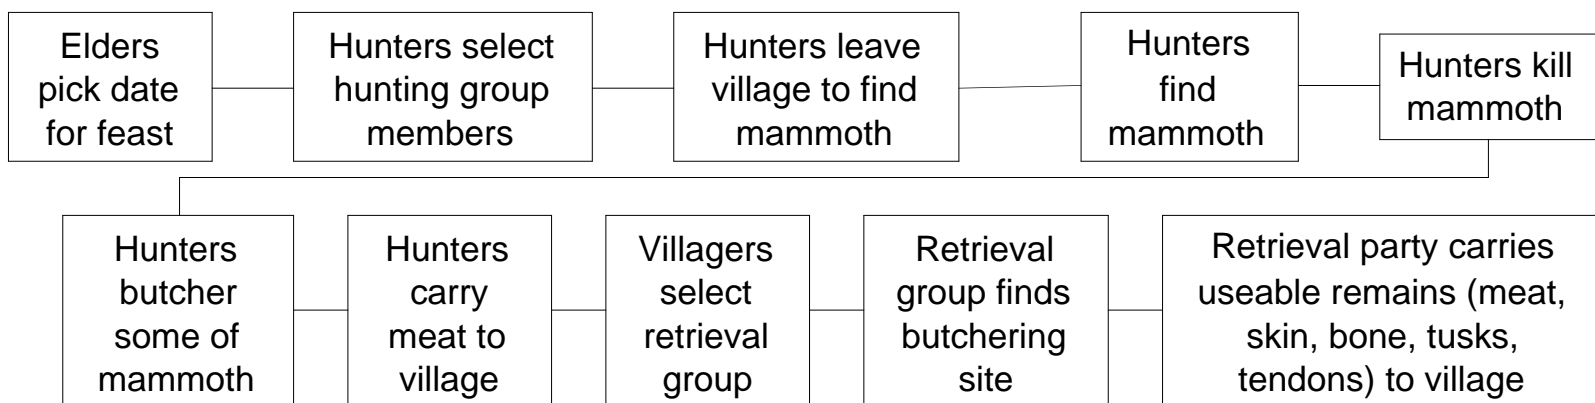 Elders
pick date
for feast
Hunters select
hunting group
members
Hunters leave
village to find
mammoth
Hunters
find
mammoth
Hunters kill
mammoth
Hunters
butcher
some of
mammoth
Hunters
carry
meat to
village
Villagers
select
retrieval
group
Retrieval
group finds
butchering
site
Retrieval party carries
useable remains (meat,
skin, bone, tusks,
tendons) to village